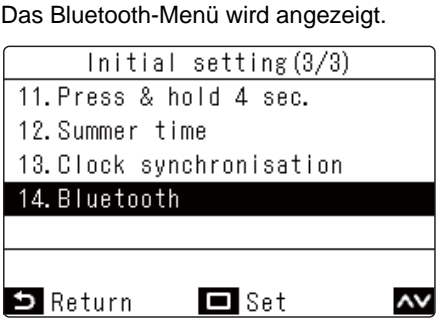 Das Bluetooth-Menü wird angezeigt.
Initial setting(3/3)
11.Press & hold 4 sec.
12.Summer time
13.Clock synchronisation
14.Bluetooth
Return Set